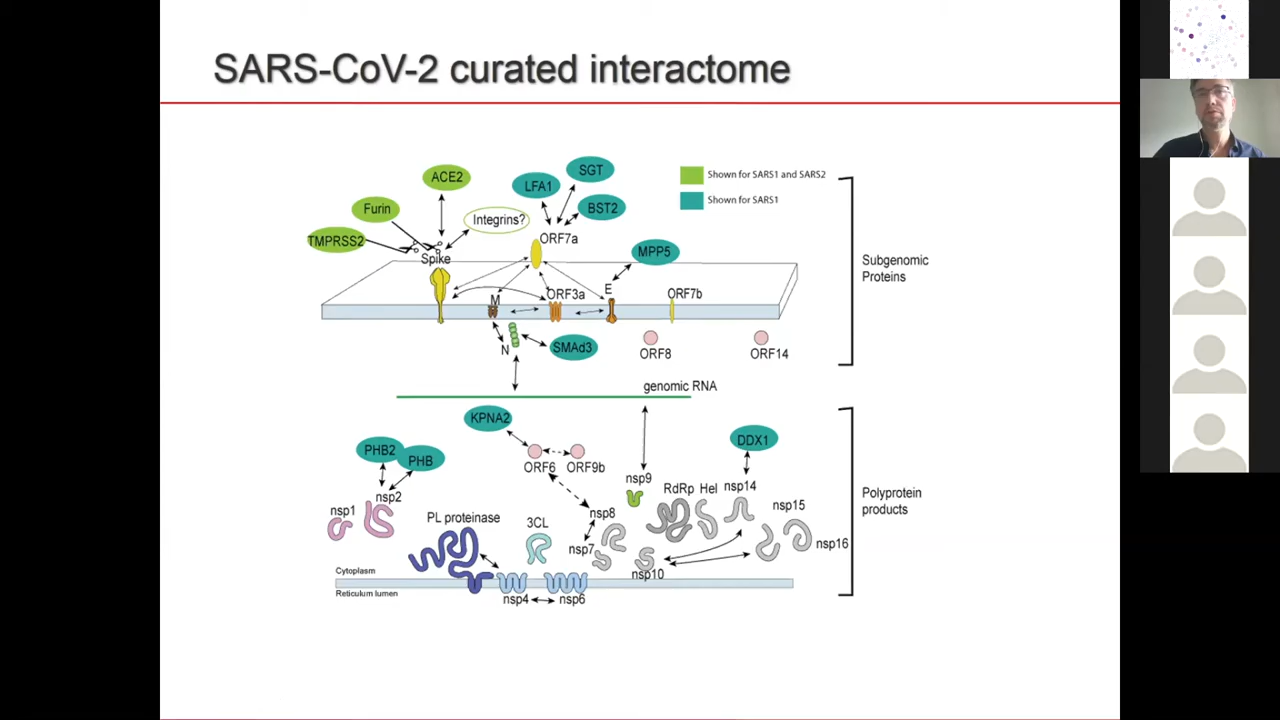 SARS-CoV-2 curated interactome
ACE2
LFA1
SGT
BST2
Furin
Integrins?
TMPRSS2
Spike
ORF7a
MPP5
Shown for SARS1 and SARS2
Shown for SARS1
M
ORF3a
E
ORF7b
N
SMAd3
ORF8
ORF14
Subgenomic
Proteins
genomic RNA
KPNA2
PHB2
PHB
ORF6
ORF9b
DDX1
nsp1
nsp2
PL proteinase
3CL
nsp8
nsp7
nsp9
RdRp
Hel
nsp14
nsp15
nsp16
nsp10
Cytoplasm
Reticulum lumen
nsp4
nsp6
Polyprotein
products